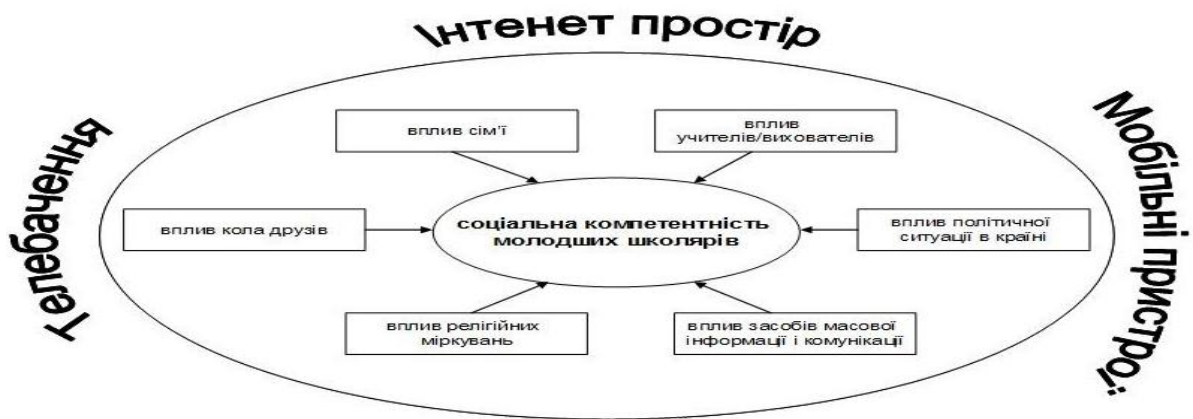 Інтенет простір
Телебачення
Мобільні пристрої
вплив сім'ї
вплив
учителів/вихователів
вплив кола друзів
соціальна компетентність
молодших школярів
вплив політичної
ситуації в країні
вплив релігійних
міркувань
вплив засобів масової
інформації і комунікації